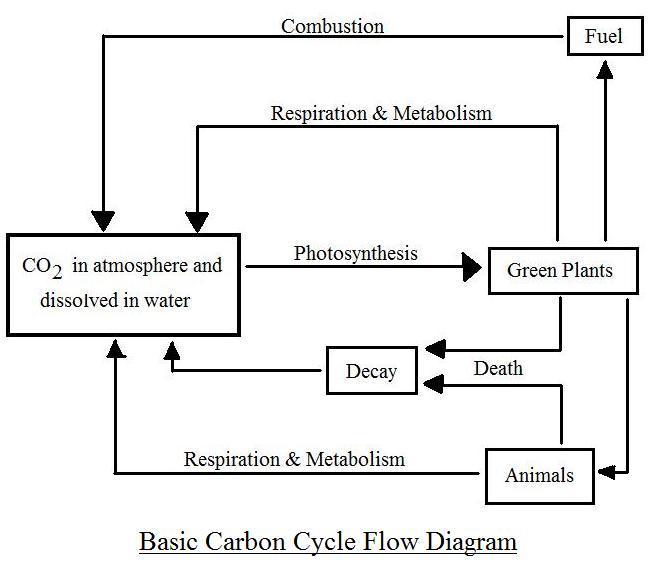 Combustion
Fuel
Respiration & Metabolism
CO2 in atmosphere and
dissolved in water
Photosynthesis
Green Plants
Decay
Death
Respiration & Metabolism
Animals
Basic Carbon Cycle Flow Diagram